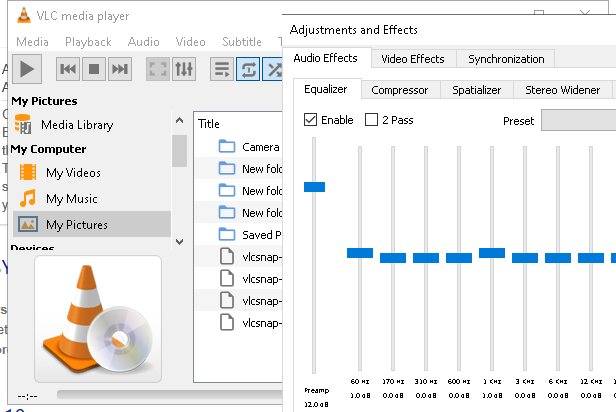 VLC media player
Media Playback Audio Video Subtitle
My Pictures
Media Library
My Computer
My Videos
My Music
My Pictures
Devices
Title
Camera
New fold
New fold
New fold
Saved P
vlcsnap-
vlcsnap-
vlcsnap-
vlcsnap-
--:--
Adjustments and Effects
Audio Effects Video Effects Synchronization
Equalizer Compressor Spatializer Stereo Widener
Enable 2 Pass Preset
60 Hz 170 Hz 310 Hz 600 Hz 1 KHz 3 KHz 6 KHz 12 KHz
Preamp 1.0 dB 0.0 dB 0.0 dB 0.0 dB 1.0 dB 0.0 dB 0.0 dB 0.0 dB
12.0 dB